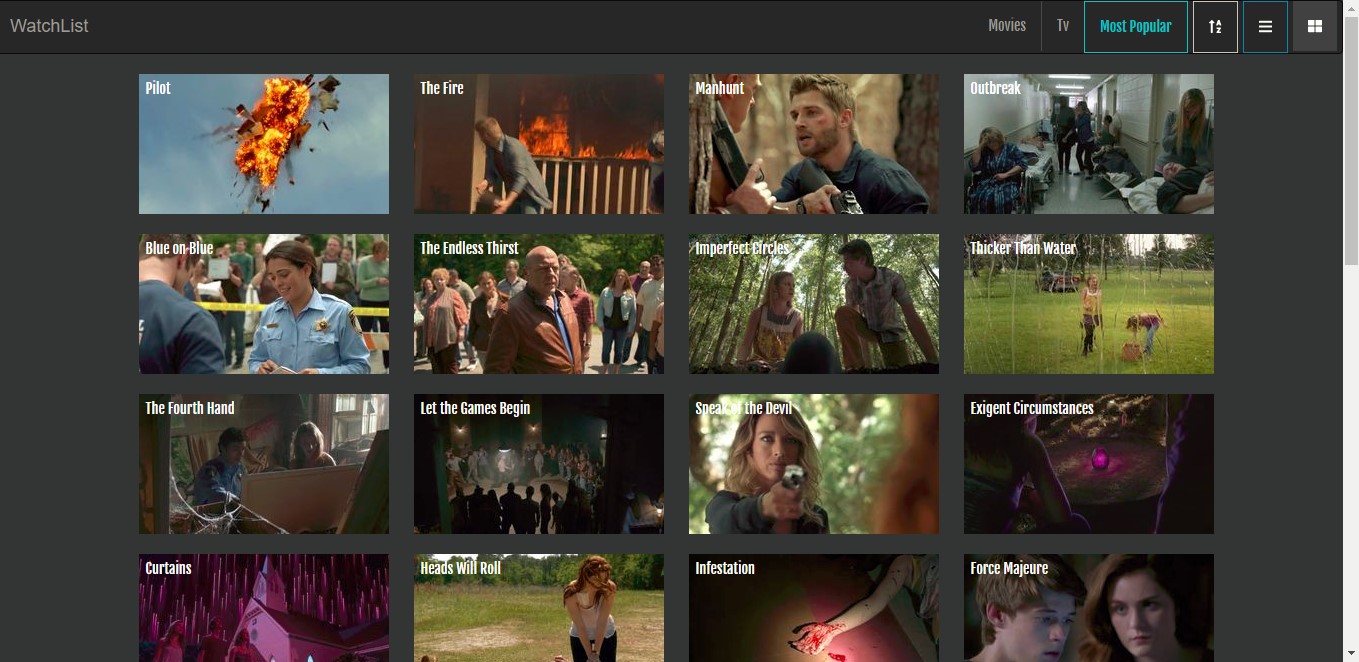 WatchList
Movies
Tv
Most Popular
Pilot
The Fire
Manhunt
Outbreak
Blue on Blue
The Endless Thirst
Imperfect Circles
Thicker Than Water
The Fourth Hand
Let the Games Begin
Speak of the Devil
Exigent Circumstances
Curtains
Heads Will Roll
Infestation
Force Majeure